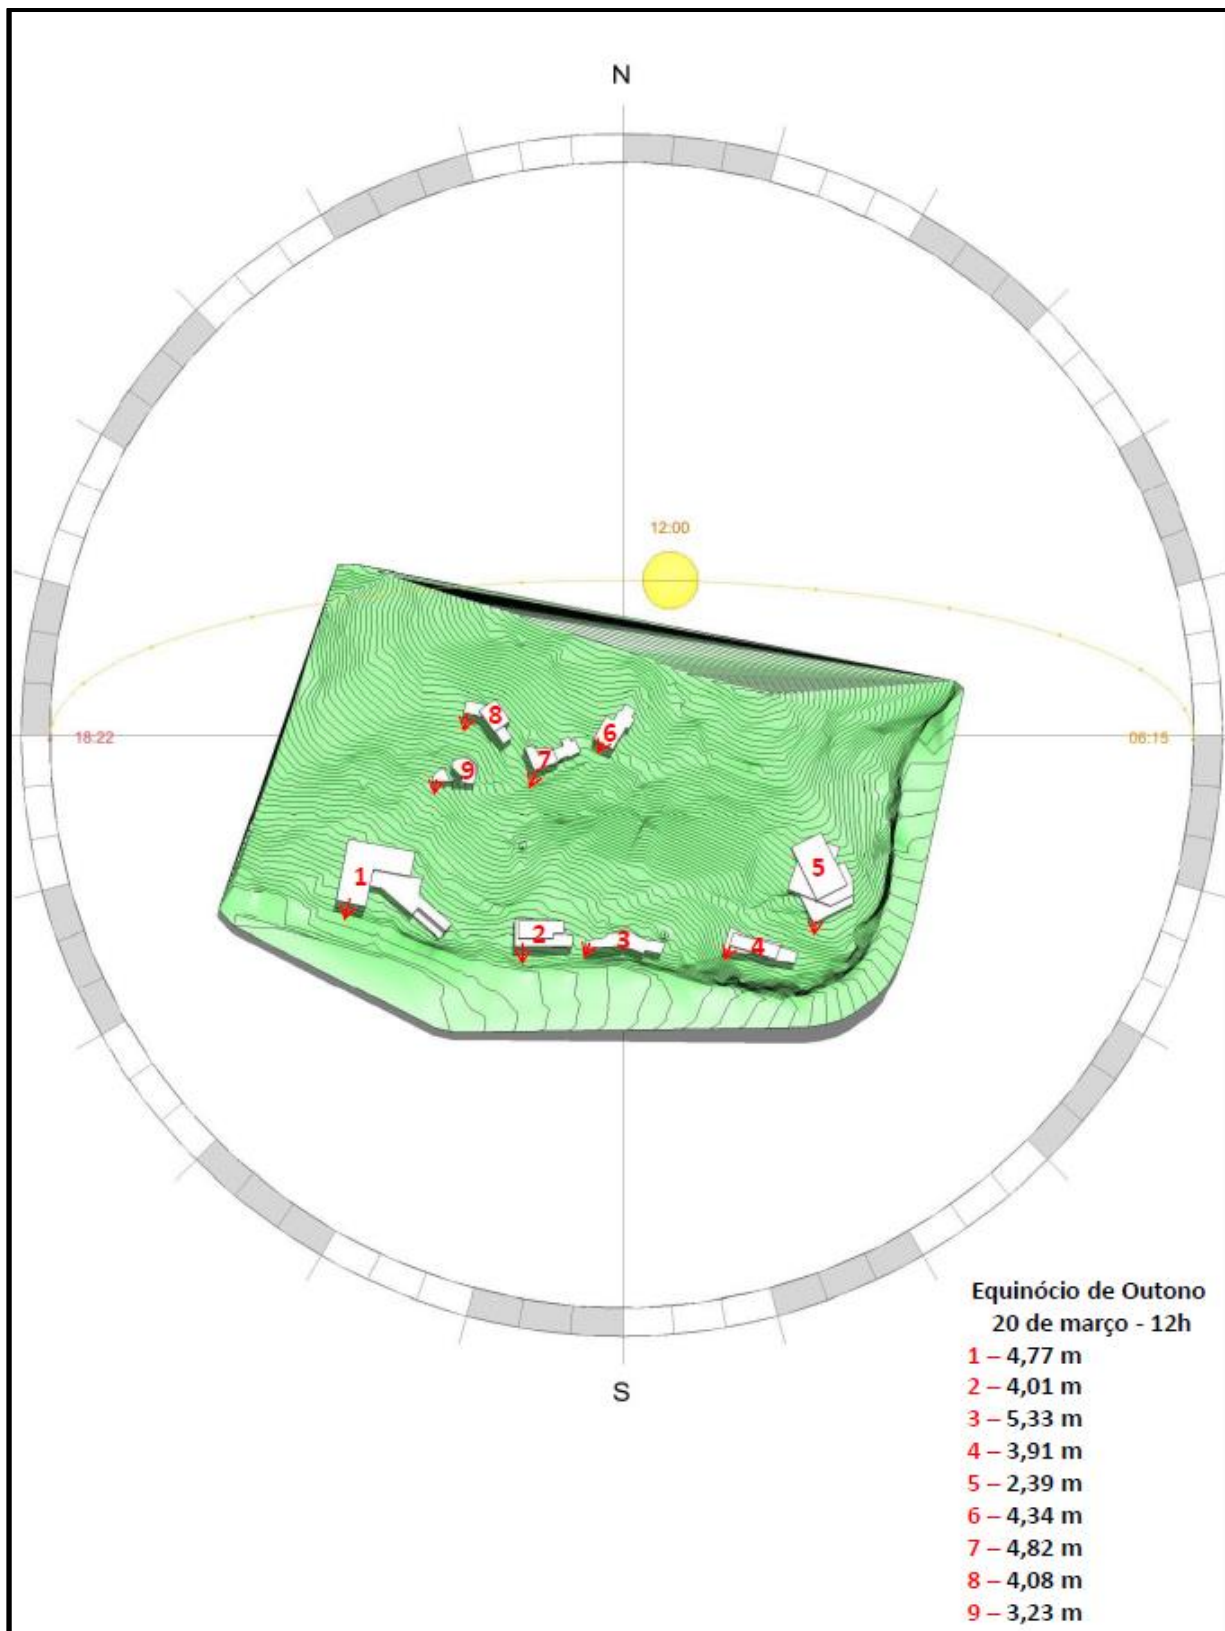 N
12:00
8
6
7
9
18:22
06:15
1
5
2
3
4
S
Equinócio de Outono
20 de março - 12h
1 – 4,77 m
2 – 4,01 m
3 – 5,33 m
4 – 3,91 m
5 – 2,39 m
6 – 4,34 m
7 – 4,82 m
8 – 4,08 m
9 – 3,23 m